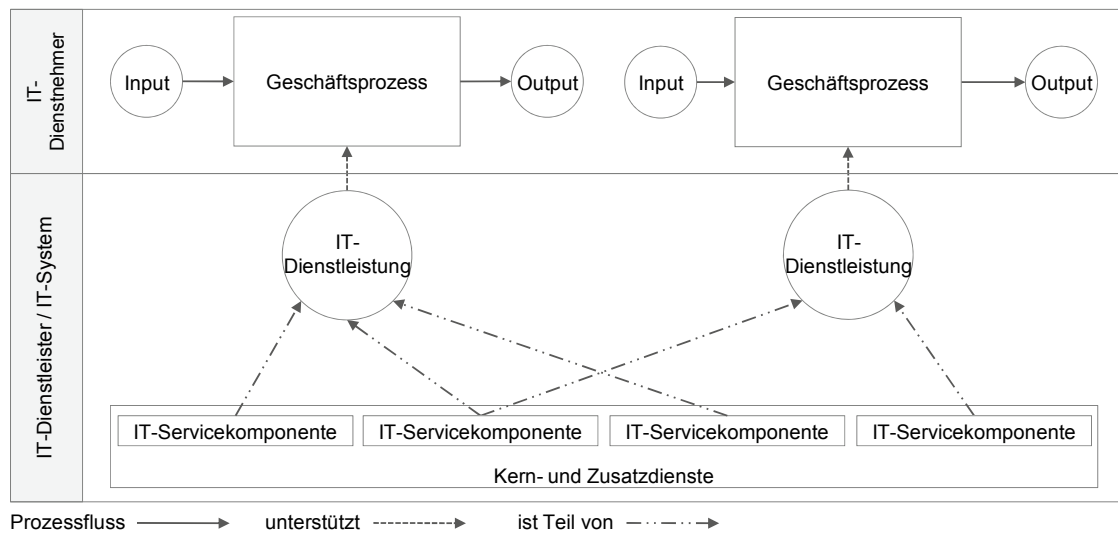 IT-
Dienstnehmer
Input
Geschäftsprozess
Output
Input
Geschäftsprozess
Output
IT-Dienstleister / IT-System
IT-
Dienstleistung
IT-
Dienstleistung
IT-Servicekomponente
IT-Servicekomponente
IT-Servicekomponente
IT-Servicekomponente
Kern- und Zusatzdienste
Prozessfluss
unterstützt
ist Teil von